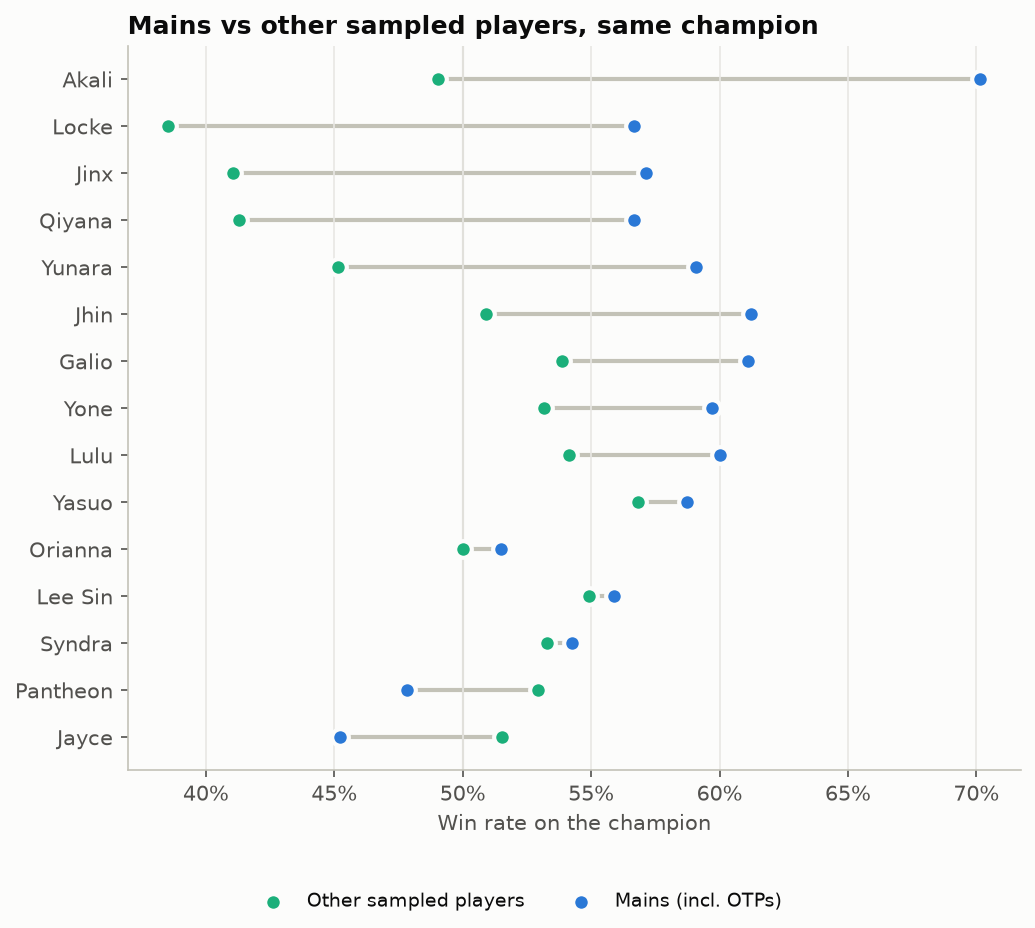 Mains vs other sampled players, same champion
Akali
Locke
Jinx
Qiyana
Yunara
Jhin
Galio
Yone
Lulu
Yasuo
Orianna
Lee Sin
Syndra
Pantheon
Jayce
40% 45% 50% 55% 60% 65% 70%
Win rate on the champion
Other sampled players Mains (incl. OTPs)